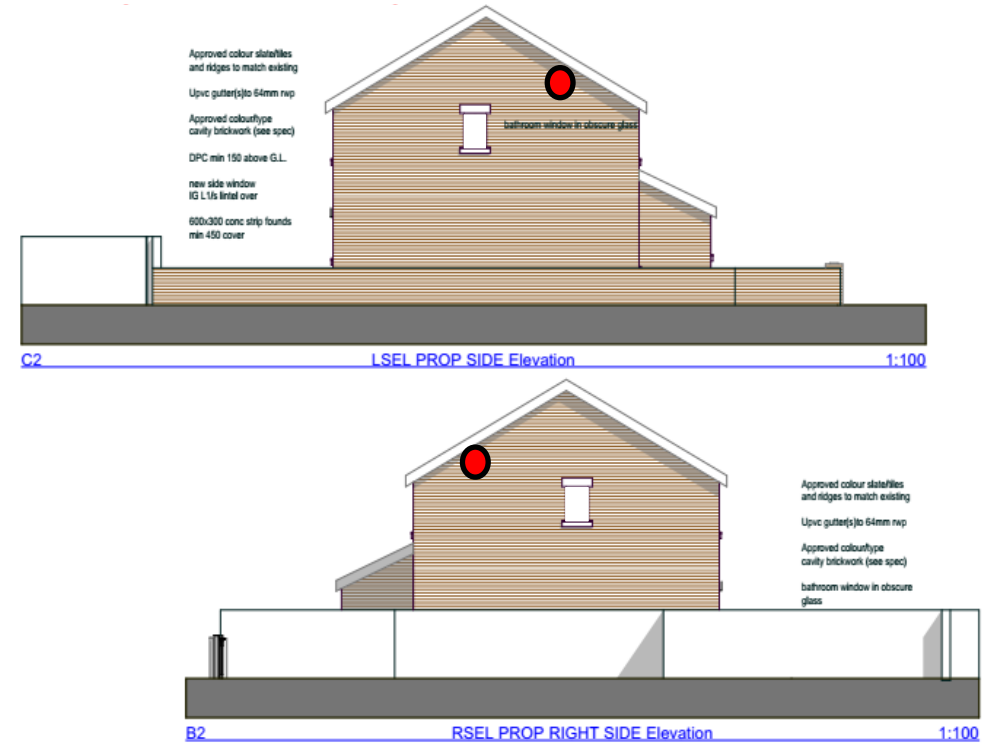 Approved colour slate/tiles
and ridges to match existing
Upvc gutter(s)to 64mm rwp
Approved colour/type
cavity brickwork (see spec)
DPC min 150 above G.L.
new side window
IG L1/s lintel over
600x300 conc strip founds
min 450 cover
bathroom window in obscure glass
C2 LSEL PROP SIDE Elevation 1:100
Approved colour slate/tiles
and ridges to match existing
Upvc gutter(s)to 64mm rwp
Approved colour/type
cavity brickwork (see spec)
bathroom window in obscure
glass
B2 RSEL PROP RIGHT SIDE Elevation 1:100